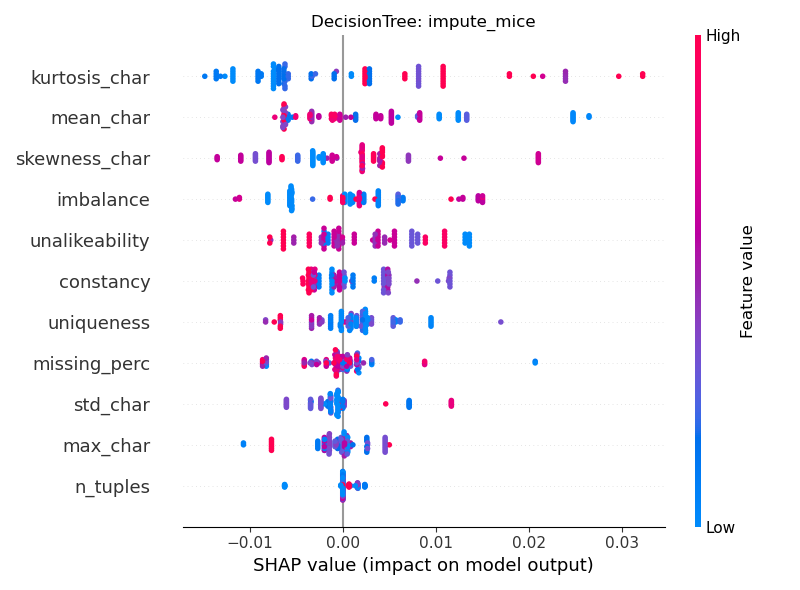 DecisionTree: impute_mice
High
kurtosis_char
mean_char
skewness_char
imbalance
unalikeability
constancy
uniqueness
missing_perc
std_char
max_char
n_tuples
Feature value
Low
−0.01 0.00 0.01 0.02 0.03
SHAP value (impact on model output)